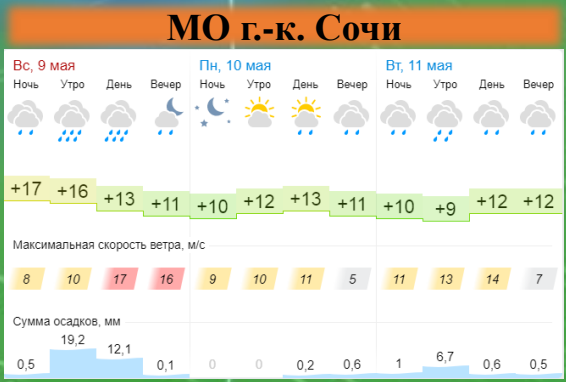 МО г.-к. Сочи
Вс, 9 мая Пн, 10 мая Вт, 11 мая
Ночь Утро День Вечер Ночь Утро День Вечер Ночь Утро День Вечер
+17 +16 +13 +11 +10 +12 +13 +11 +10 +9 +12 +12
Максимальная скорость ветра, м/с
8 10 17 16 9 10 11 5 11 13 14 7
Сумма осадков, мм
0,5 19,2 12,1 0,1 0 0 0,2 0,6 1 6,7 0,6 0,5